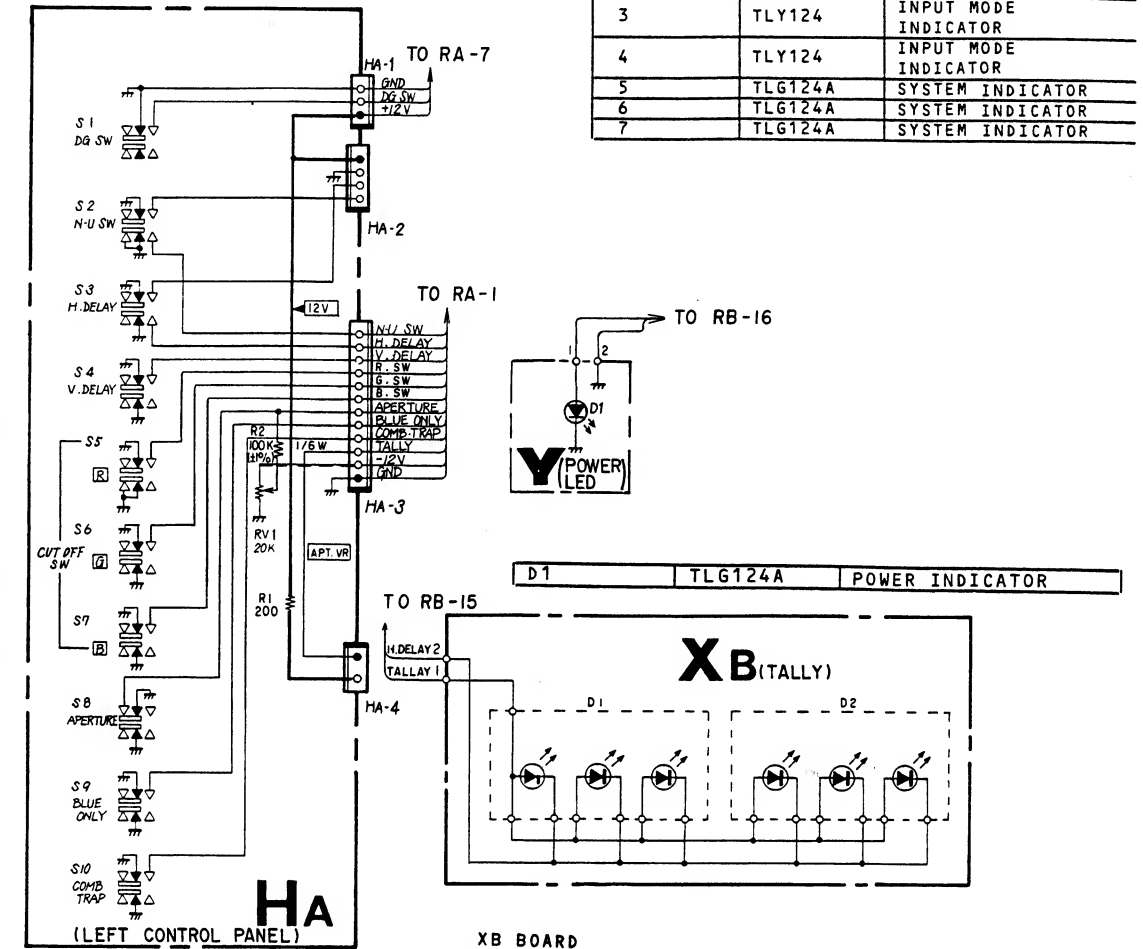 3 TLY124 INPUT MODE
INDICATOR
4 TLY124 INPUT MODE
INDICATOR
5 TLG124A SYSTEM INDICATOR
6 TLG124A SYSTEM INDICATOR
7 TLG124A SYSTEM INDICATOR
TO RA-7
HA-1
GND
DG SW
+12V
S1
DG SW
S2
N-U SW
HA-2
S3
H.DELAY
12V
TO RA-1
N-U SW
H. DELAY
V. DELAY
R. SW
G. SW
B. SW
APERTURE
BLUE ONLY
COMB.TRAP
TALLY
-12V
GND
HA-3
S4
V.DELAY
S5
R
R2
100K
(±1%)
1/6W
S6
CUT OFF
SW
G
RV1
20K
APT. VR
R1
200
S7
B
S8
APERTURE
HA-4
S9
BLUE
ONLY
S10
COMB
TRAP
HA
(LEFT CONTROL PANEL)
TO RB-16
1 2
D1
Y (POWER
LED)
D1 TLG124A POWER INDICATOR
TO RB-15
H.DELAY 2
TALLAY 1
XB (TALLY)
D1 D2
XB BOARD